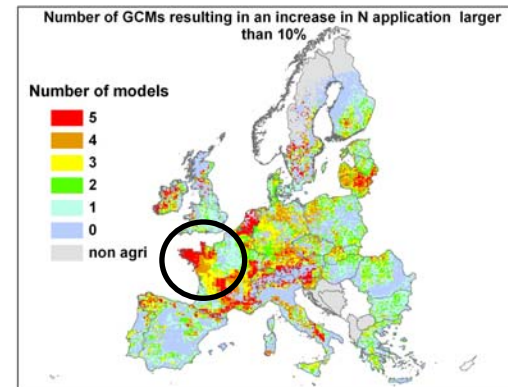 Number of GCMs resulting in an increase in N application larger
than 10%
Number of models
5
4
3
2
1
0
non agri